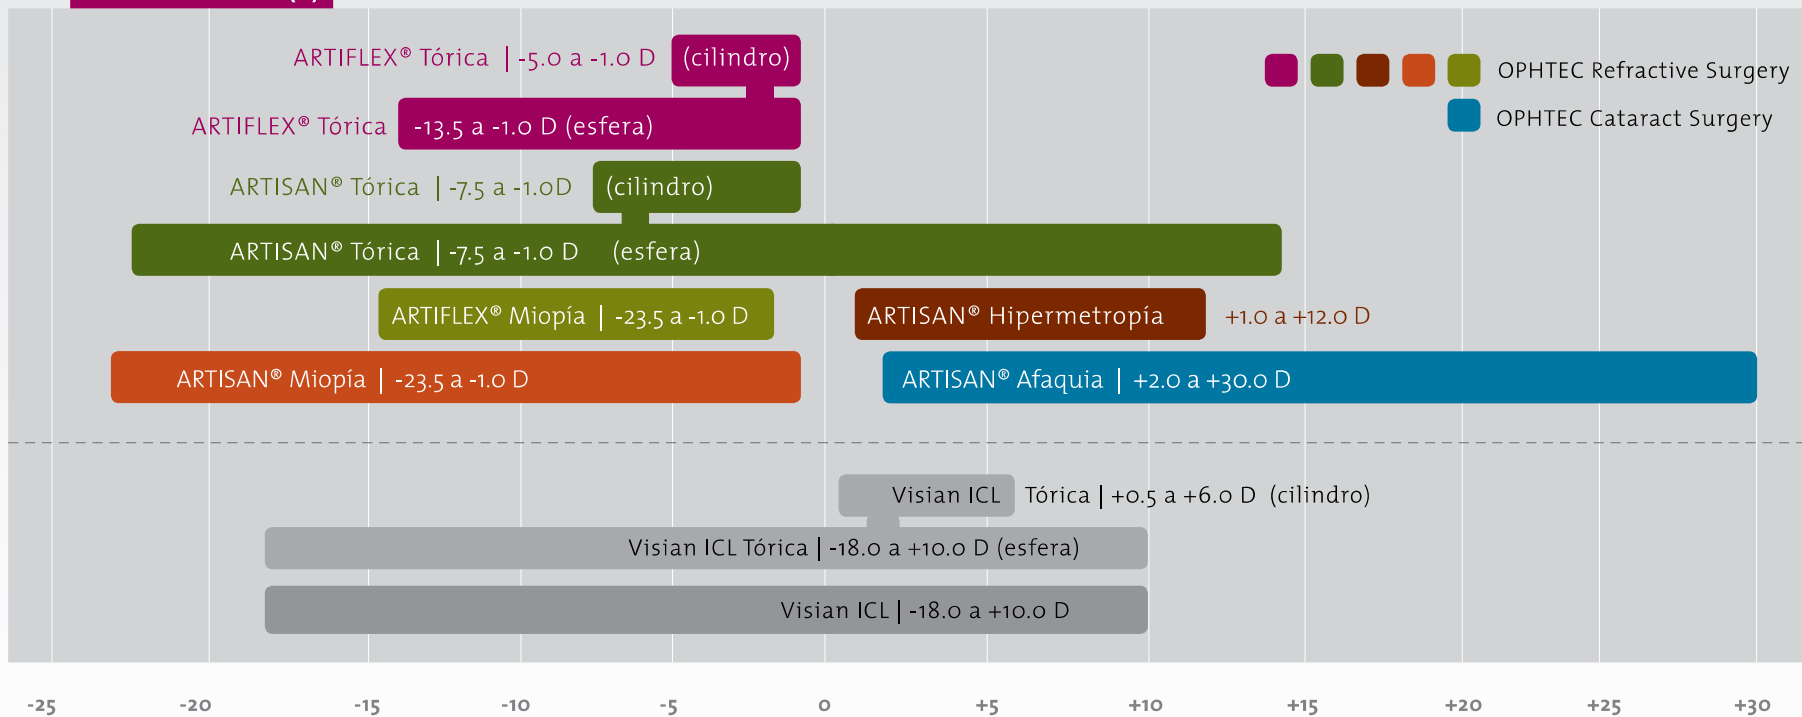 ARTIFLEX® Tórica | -5.0 a -1.0 D (cilindro)
OPHTEC Refractive Surgery
OPHTEC Cataract Surgery
ARTIFLEX® Tórica -13.5 a -1.0 D (esfera)
ARTISAN® Tórica | -7.5 a -1.0D (cilindro)
ARTISAN® Tórica | -7.5 a -1.0 D (esfera)
ARTIFLEX® Miopía | -23.5 a -1.0 D
ARTISAN® Hipermetropía +1.0 a +12.0 D
ARTISAN® Miopía | -23.5 a -1.0 D
ARTISAN® Afaquia | +2.0 a +30.0 D
Visian ICL Tórica | +0.5 a +6.0 D (cilindro)
Visian ICL Tórica | -18.0 a +10.0 D (esfera)
Visian ICL | -18.0 a +10.0 D
-25 -20 -15 -10 -5 0 +5 +10 +15 +20 +25 +30